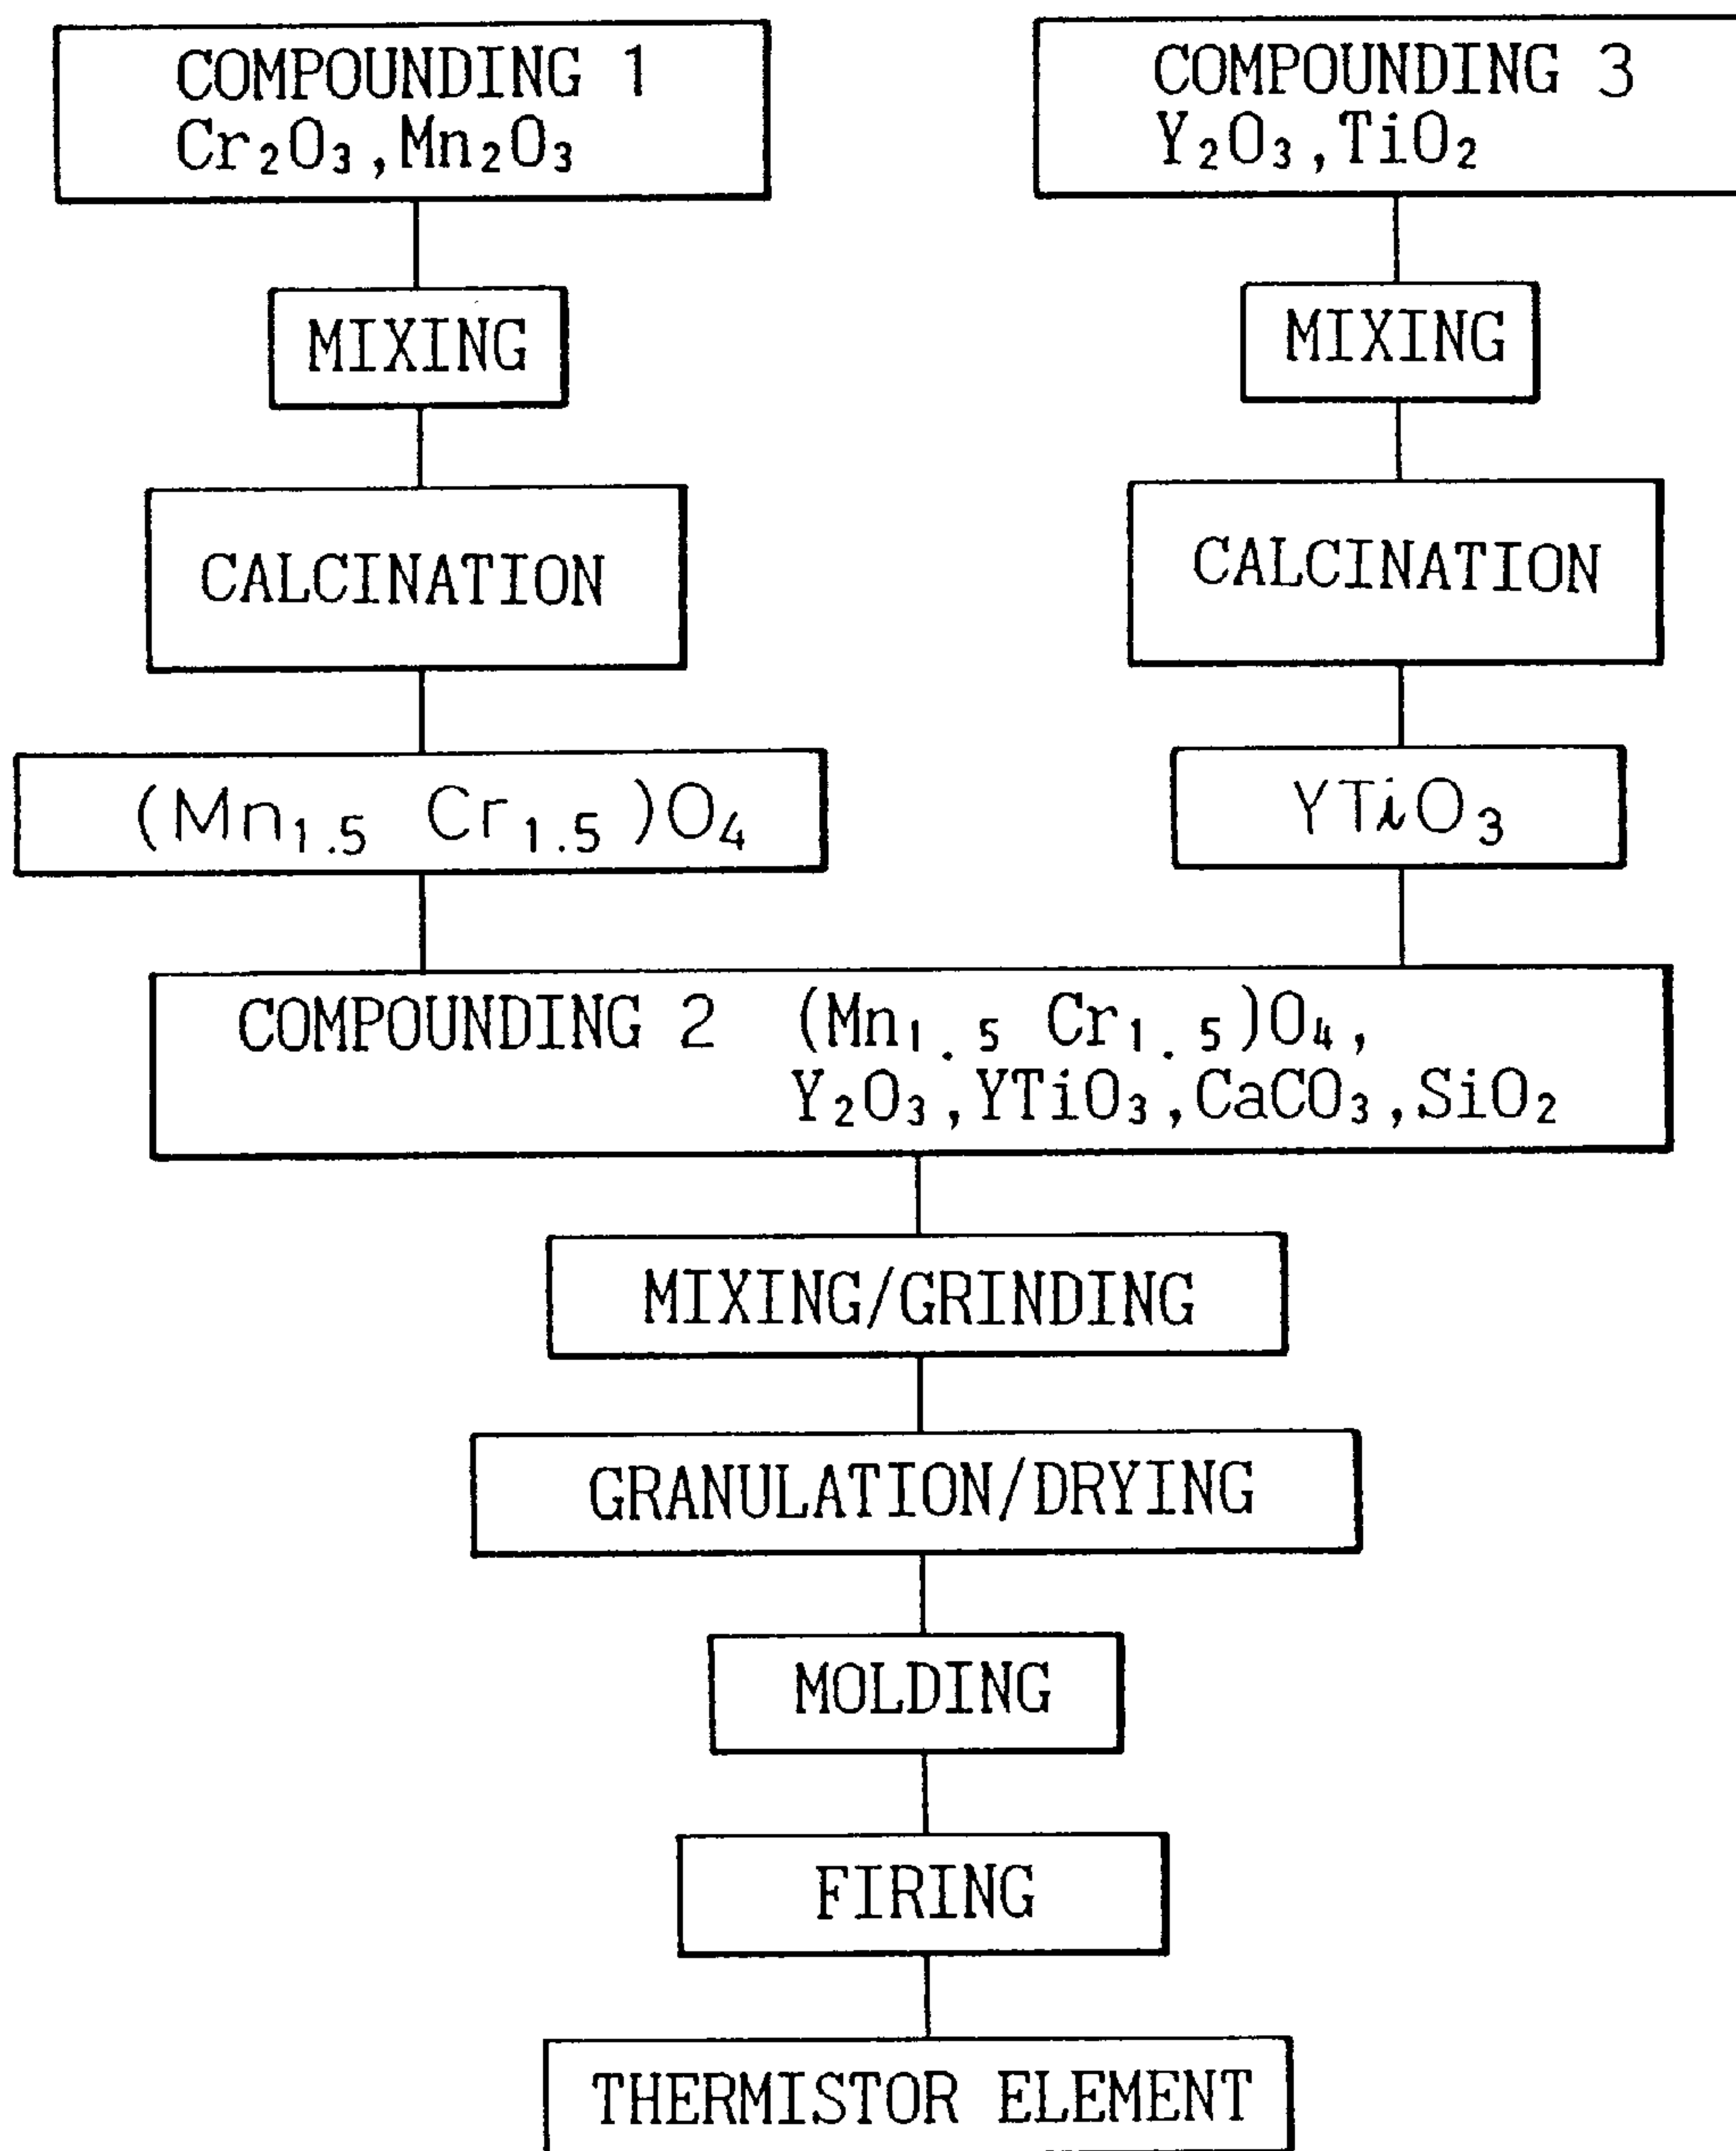 COMPOUNDING 1
Cr₂O₃,Mn₂O₃
MIXING
CALCINATION
(Mn₁.₅ Cr₁.₅)O₄
COMPOUNDING 3
Y₂O₃,TiO₂
MIXING
CALCINATION
YTiO₃
COMPOUNDING 2 (Mn₁.₅ Cr₁.₅)O₄,
Y₂O₃,YTiO₃,CaCO₃,SiO₂
MIXING/GRINDING
GRANULATION/DRYING
MOLDING
FIRING
THERMISTOR ELEMENT